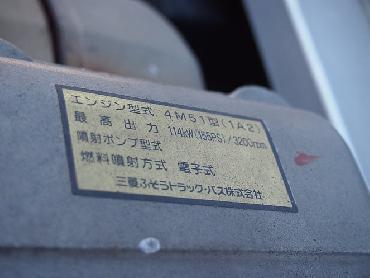 エンジン型式 4M51型(1A2)
最高出力 114kW(155PS)/3200rpm
噴射ポンプ型式
燃料噴射方式 電子式
三菱ふそうトラック・バス株式会社